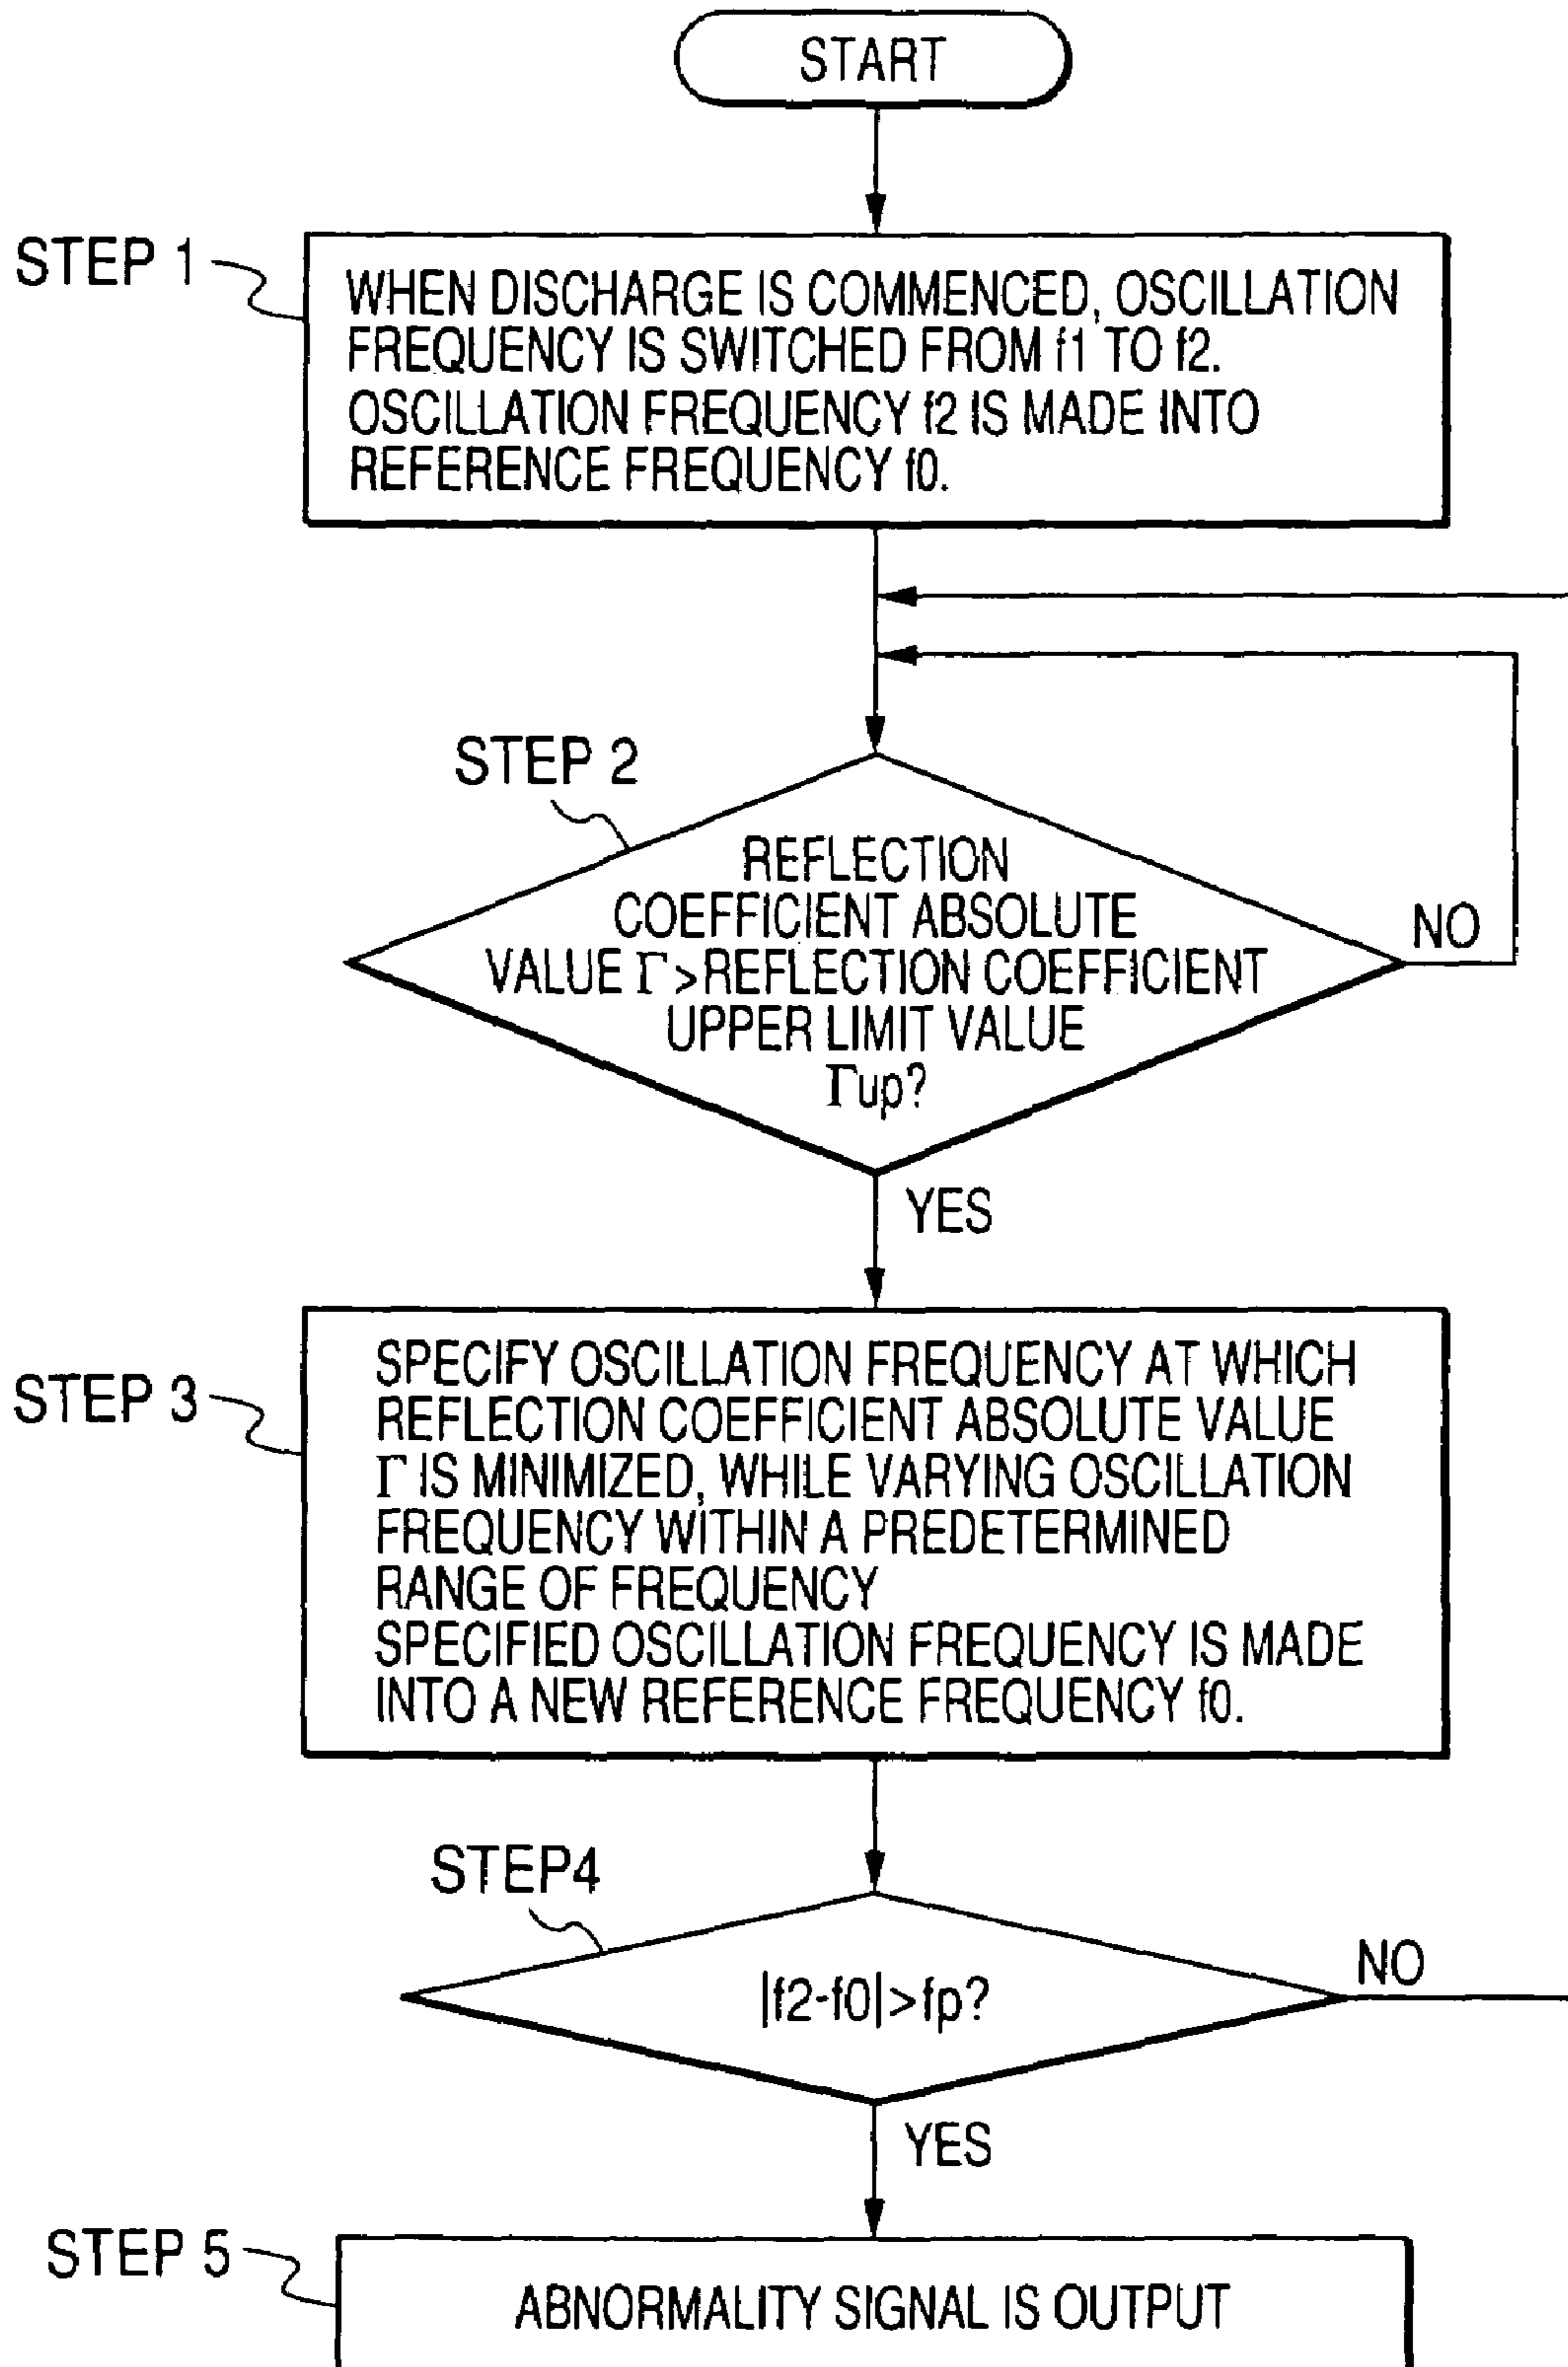 START
STEP 1
WHEN DISCHARGE IS COMMENCED, OSCILLATION
FREQUENCY IS SWITCHED FROM f1 TO f2.
OSCILLATION FREQUENCY f2 IS MADE INTO
REFERENCE FREQUENCY f0.
STEP 2
REFLECTION
COEFFICIENT ABSOLUTE
VALUE Γ>REFLECTION COEFFICIENT
UPPER LIMIT VALUE
Γup?
NO
YES
STEP 3
SPECIFY OSCILLATION FREQUENCY AT WHICH
REFLECTION COEFFICIENT ABSOLUTE VALUE
Γ IS MINIMIZED, WHILE VARYING OSCILLATION
FREQUENCY WITHIN A PREDETERMINED
RANGE OF FREQUENCY
SPECIFIED OSCILLATION FREQUENCY IS MADE
INTO A NEW REFERENCE FREQUENCY f0.
STEP4
|f2-f0|>fp?
NO
YES
STEP 5
ABNORMALITY SIGNAL IS OUTPUT